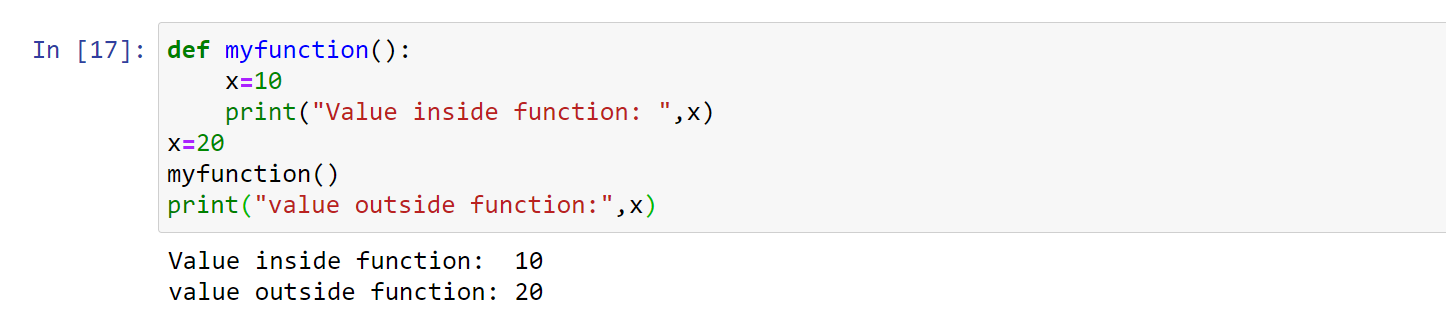 In [17]: def myfunction():
    x=10
    print("Value inside function: ",x)
x=20
myfunction()
print("value outside function:",x)
Value inside function:  10
value outside function: 20